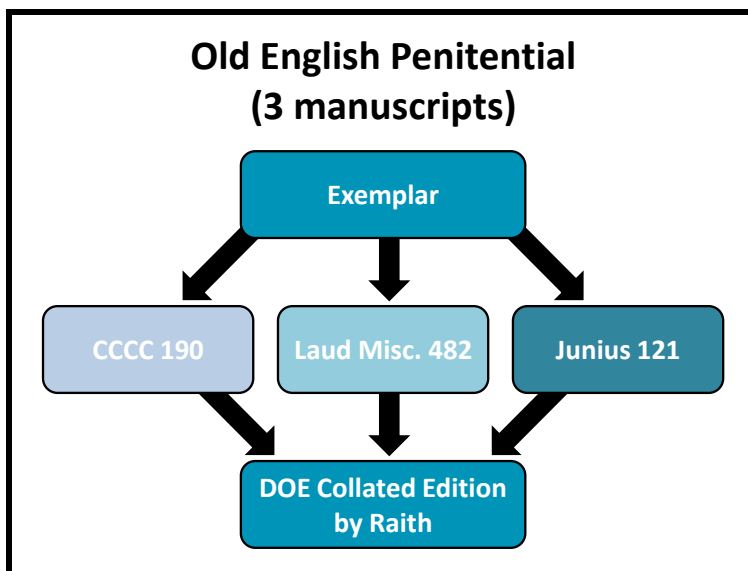 Old English Penitential
(3 manuscripts)
Exemplar
CCCC 190
Laud Misc. 482
Junius 121
DOE Collated Edition
by Raith